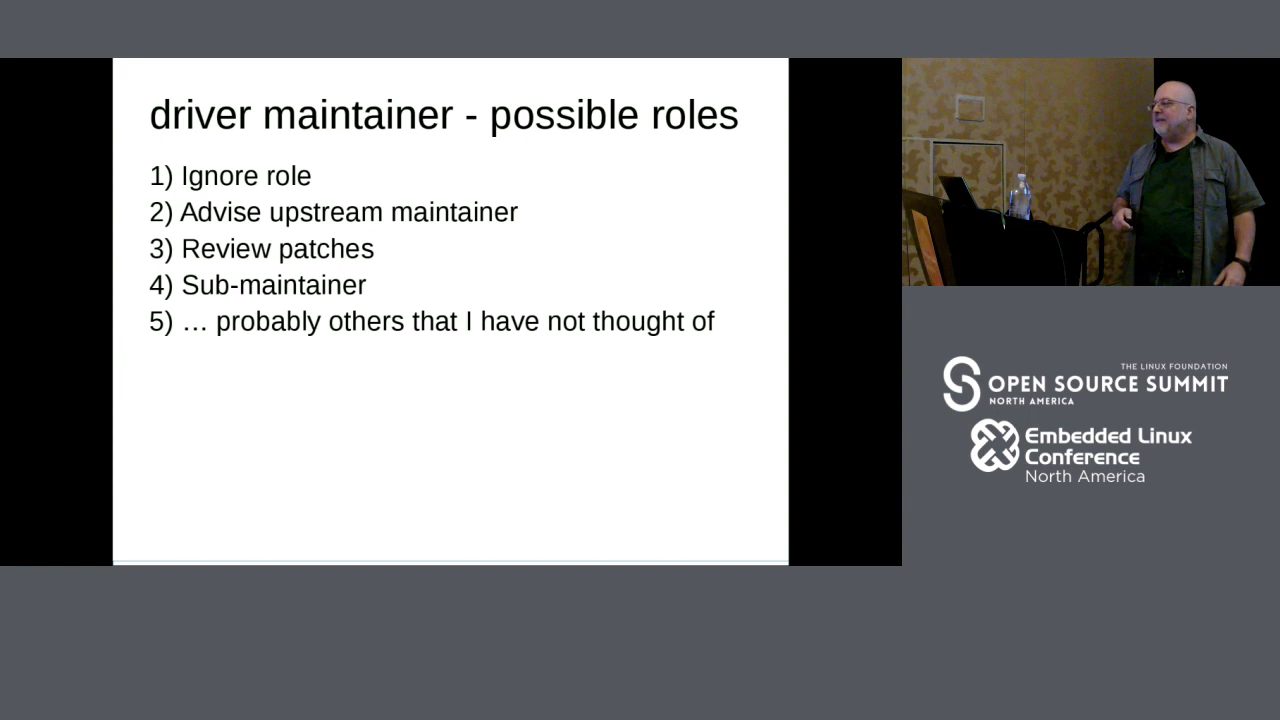 driver maintainer - possible roles
1) Ignore role
2) Advise upstream maintainer
3) Review patches
4) Sub-maintainer
5) … probably others that I have not thought of
THE LINUX FOUNDATION
OPEN SOURCE SUMMIT
NORTH AMERICA
Embedded Linux
Conference
North America